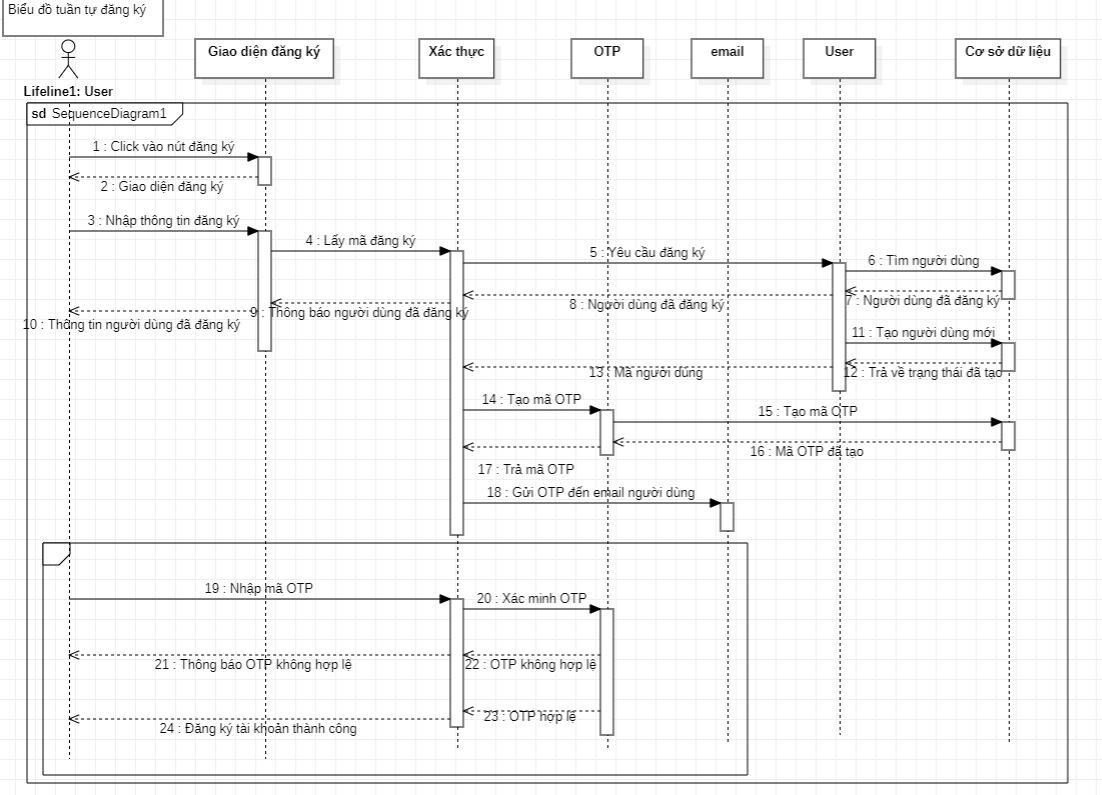 Biểu đồ tuần tự đăng ký
Lifeline1: User
Giao diện đăng ký
Xác thực
OTP
email
User
Cơ sở dữ liệu
sd SequenceDiagram1
1 : Click vào nút đăng ký
2 : Giao diện đăng ký
3 : Nhập thông tin đăng ký
4 : Lấy mã đăng ký
5 : Yêu cầu đăng ký
6 : Tìm người dùng
7 : Người dùng đã đăng ký
8 : Người dùng đã đăng ký
9 : Thông báo người dùng đã đăng ký
10 : Thông tin người dùng đã đăng ký
11 : Tạo người dùng mới
12 : Trả về trạng thái đã tạo
13 : Mã người dùng
14 : Tạo mã OTP
15 : Tạo mã OTP
16 : Mã OTP đã tạo
17 : Trả mã OTP
18 : Gửi OTP đến email người dùng
19 : Nhập mã OTP
20 : Xác minh OTP
21 : Thông báo OTP không hợp lệ
22 : OTP không hợp lệ
23 : OTP hợp lệ
24 : Đăng ký tài khoản thành công